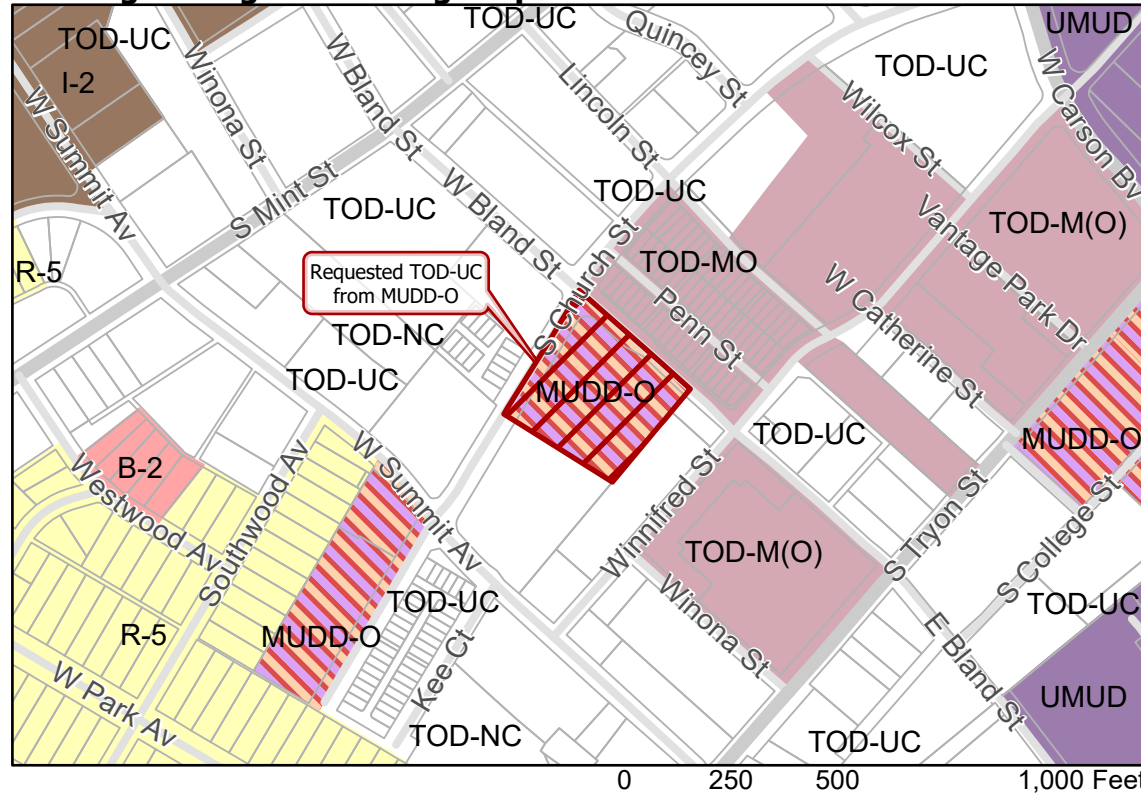 TOD-UC
UMUD
TOD-UC
I-2
Quincey St
TOD-UC
W Bland St
Winona St
Lincoln St
Wilcox St
W Carson Bv
W Summit Av
S Mint St
TOD-UC
W Bland St
TOD-UC
S Church St
Vantage Park Dr
TOD-M(O)
R-5
Requested TOD-UC
from MUDD-O
TOD-MO
Penn St
W Catherine St
TOD-NC
TOD-UC
MUDD-O
TOD-UC
MUDD-O
B-2
Westwood Av
Southwood Av
W Summit Av
Winnifred St
TOD-M(O)
S Tryon St
S College St
Winona St
TOD-UC
TOD-UC
R-5
MUDD-O
Kee Ct
E Bland St
W Park Av
TOD-NC
TOD-UC
UMUD
0 250 500 1,000 Feet